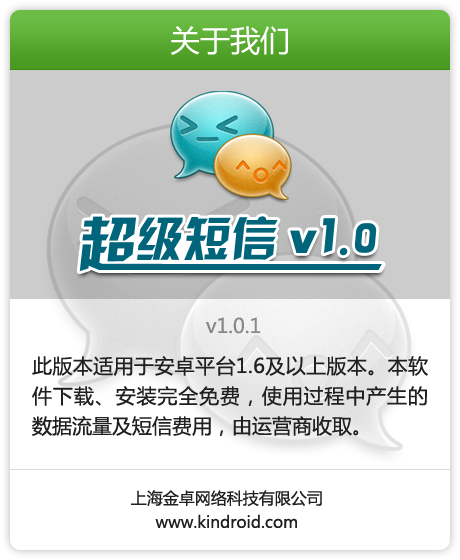 关于我们
超级短信 v1.0
v1.0.1
此版本适用于安卓平台1.6及以上版本。本软
件下载、安装完全免费，使用过程中产生的
数据流量及短信费用，由运营商收取。
上海金卓网络科技有限公司
www.kindroid.com